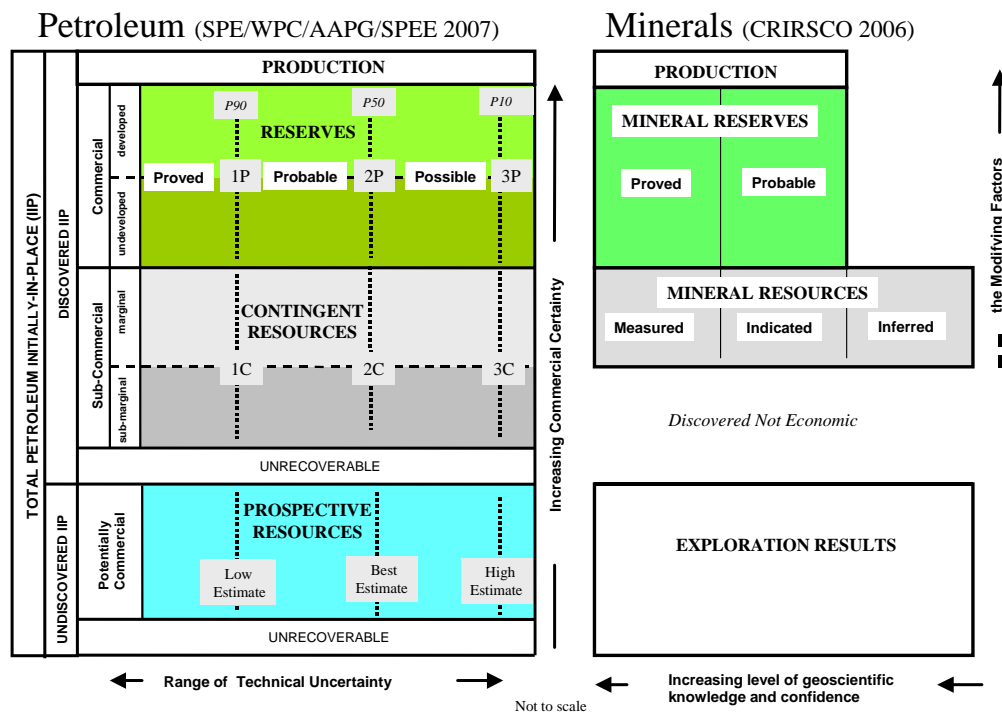 Petroleum (SPE/WPC/AAPG/SPEE 2007)
PRODUCTION
TOTAL PETROLEUM INITIALLY-IN-PLACE (IIP)
DISCOVERED IIP
UNDISCOVERED IIP
Commercial
Sub-Commercial
Potentially
Commercial
developed
undeveloped
marginal
sub-marginal
P90
P50
P10
RESERVES
Proved
1P
Probable
2P
Possible
3P
CONTINGENT
RESOURCES
1C
2C
3C
UNRECOVERABLE
PROSPECTIVE
RESOURCES
Low
Estimate
Best
Estimate
High
Estimate
UNRECOVERABLE
Range of Technical Uncertainty
Increasing Commercial Certainty
Not to scale
Minerals (CRIRSCO 2006)
PRODUCTION
MINERAL RESERVES
Proved
Probable
MINERAL RESOURCES
Measured
Indicated
Inferred
Discovered Not Economic
EXPLORATION RESULTS
Increasing level of geoscientific
knowledge and confidence
the Modifying Factors